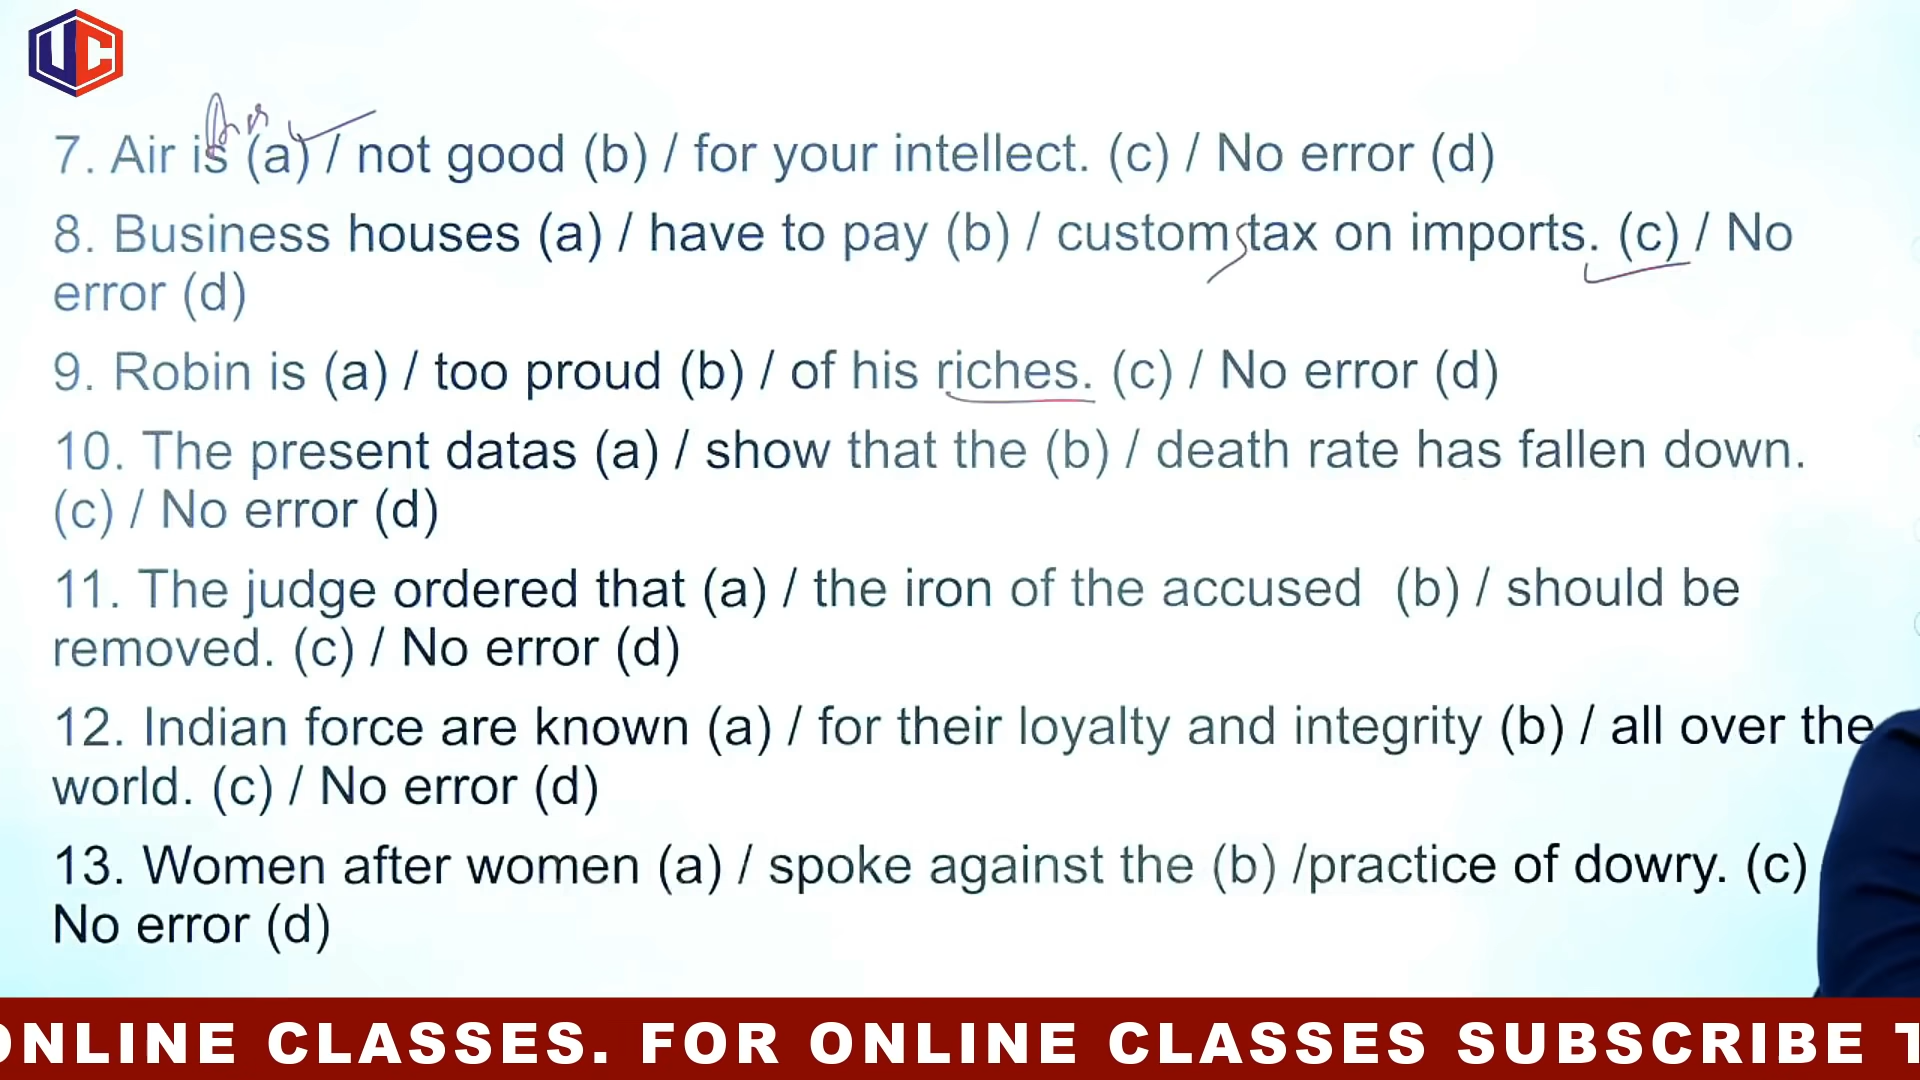 UC
7. Air is (a) / not good (b) / for your intellect. (c) / No error (d)
8. Business houses (a) / have to pay (b) / custom tax on imports. (c) / No
error (d)
9. Robin is (a) / too proud (b) / of his riches. (c) / No error (d)
10. The present datas (a) / show that the (b) / death rate has fallen down.
(c) / No error (d)
11. The judge ordered that (a) / the iron of the accused (b) / should be
removed. (c) / No error (d)
12. Indian force are known (a) / for their loyalty and integrity (b) / all over the
world. (c) / No error (d)
13. Women after women (a) / spoke against the (b) /practice of dowry. (c)
No error (d)
ONLINE CLASSES. FOR ONLINE CLASSES SUBSCRIBE T